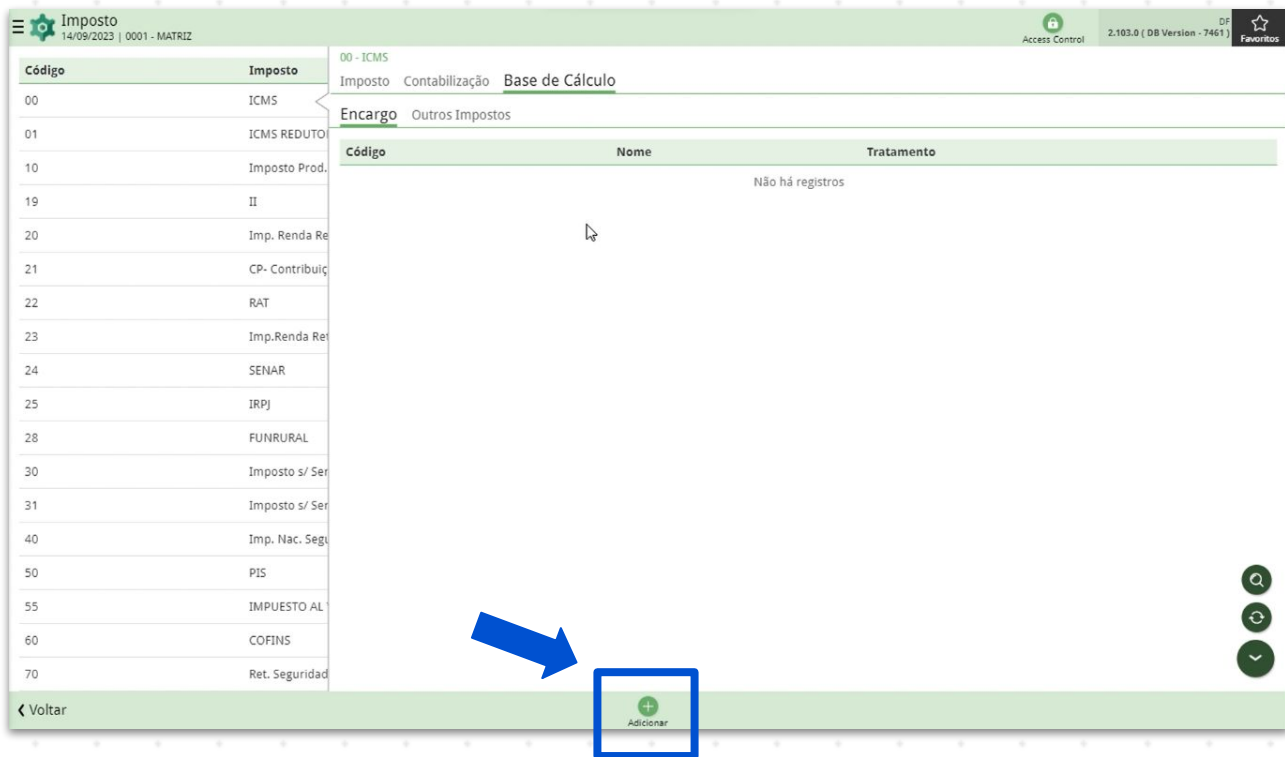 Imposto
14/09/2023 | 0001 - MATRIZ
Access Control
DF
2.103.0 ( DB Version - 7461 )
Favoritos
Código Imposto
00 ICMS
01 ICMS REDUTO
10 Imposto Prod.
19 II
20 Imp. Renda Re
21 CP- Contribuiç
22 RAT
23 Imp.Renda Ret
24 SENAR
25 IRPJ
28 FUNRURAL
30 Imposto s/ Ser
31 Imposto s/ Ser
40 Imp. Nac. Segu
50 PIS
55 IMPUESTO AL
60 COFINS
70 Ret. Seguridad
00 - ICMS
Imposto Contabilização Base de Cálculo
Encargo Outros Impostos
Código Nome Tratamento
Não há registros
Voltar
Adicionar